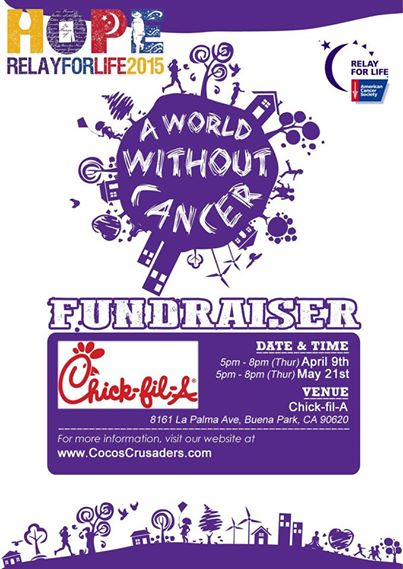 HOPE
RELAYFORLIFE2015
RELAY
FOR LIFE
American
Cancer
Society
A WORLD
WITHOUT
CANCER
FUNDRAISER
Chick-fil-A®
DATE & TIME
5pm - 8pm (Thur) April 9th
5pm - 8pm (Thur) May 21st
VENUE
Chick-fil-A
8161 La Palma Ave, Buena Park, CA 90620
For more information, visit our website at
www.CocosCrusaders.com